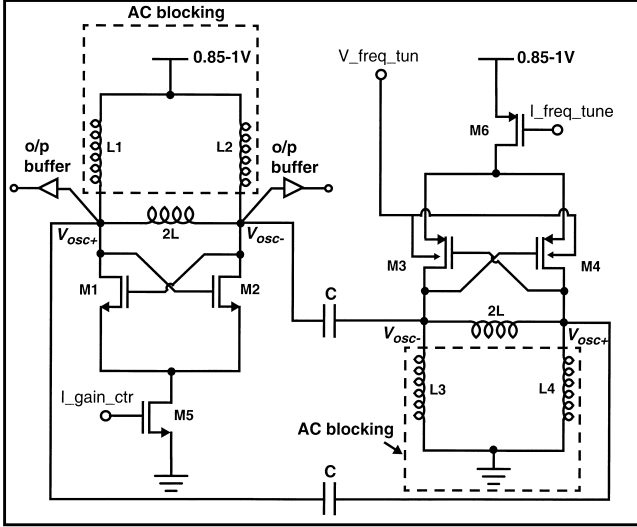 AC blocking
0.85-1V
V_freq_tun
0.85-1V
I_freq_tune
M6
o/p
buffer
L1
L2
o/p
buffer
Vosc+
2L
Vosc-
M3
M4
M1
M2
C
2L
Vosc-
Vosc+
I_gain_ctr
M5
L3
L4
AC blocking
C